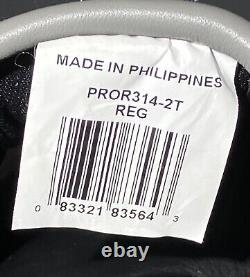 MADE IN PHILIPPINES
PROR314-2T
REG
0 83321 83564 3